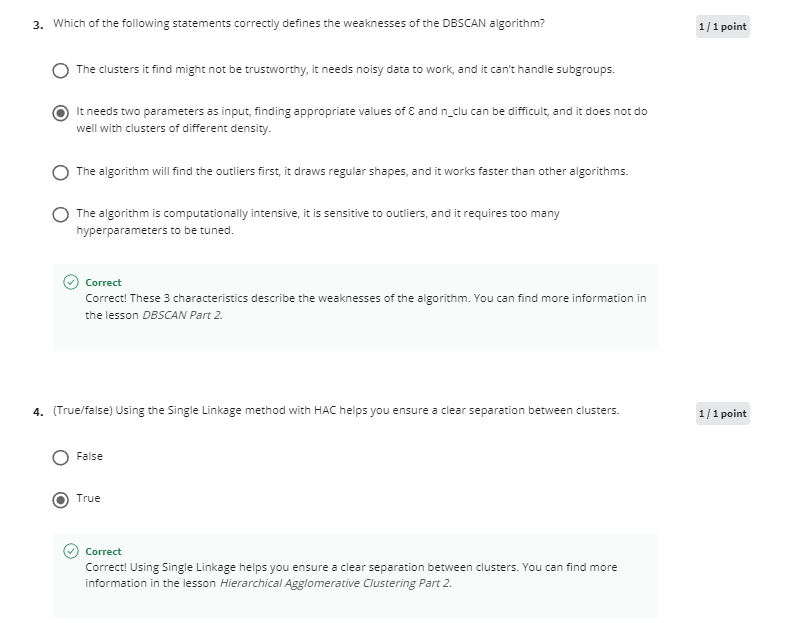 3. Which of the following statements correctly defines the weaknesses of the DBSCAN algorithm?
1 / 1 point
The clusters it find might not be trustworthy, it needs noisy data to work, and it can't handle subgroups.
It needs two parameters as input, finding appropriate values of Ɛ and n_clu can be difficult, and it does not do
well with clusters of different density.
The algorithm will find the outliers first, it draws regular shapes, and it works faster than other algorithms.
The algorithm is computationally intensive, it is sensitive to outliers, and it requires too many
hyperparameters to be tuned.
Correct
Correct! These 3 characteristics describe the weaknesses of the algorithm. You can find more information in
the lesson DBSCAN Part 2.
4. (True/false) Using the Single Linkage method with HAC helps you ensure a clear separation between clusters.
1 / 1 point
False
True
Correct
Correct! Using Single Linkage helps you ensure a clear separation between clusters. You can find more
information in the lesson Hierarchical Agglomerative Clustering Part 2.